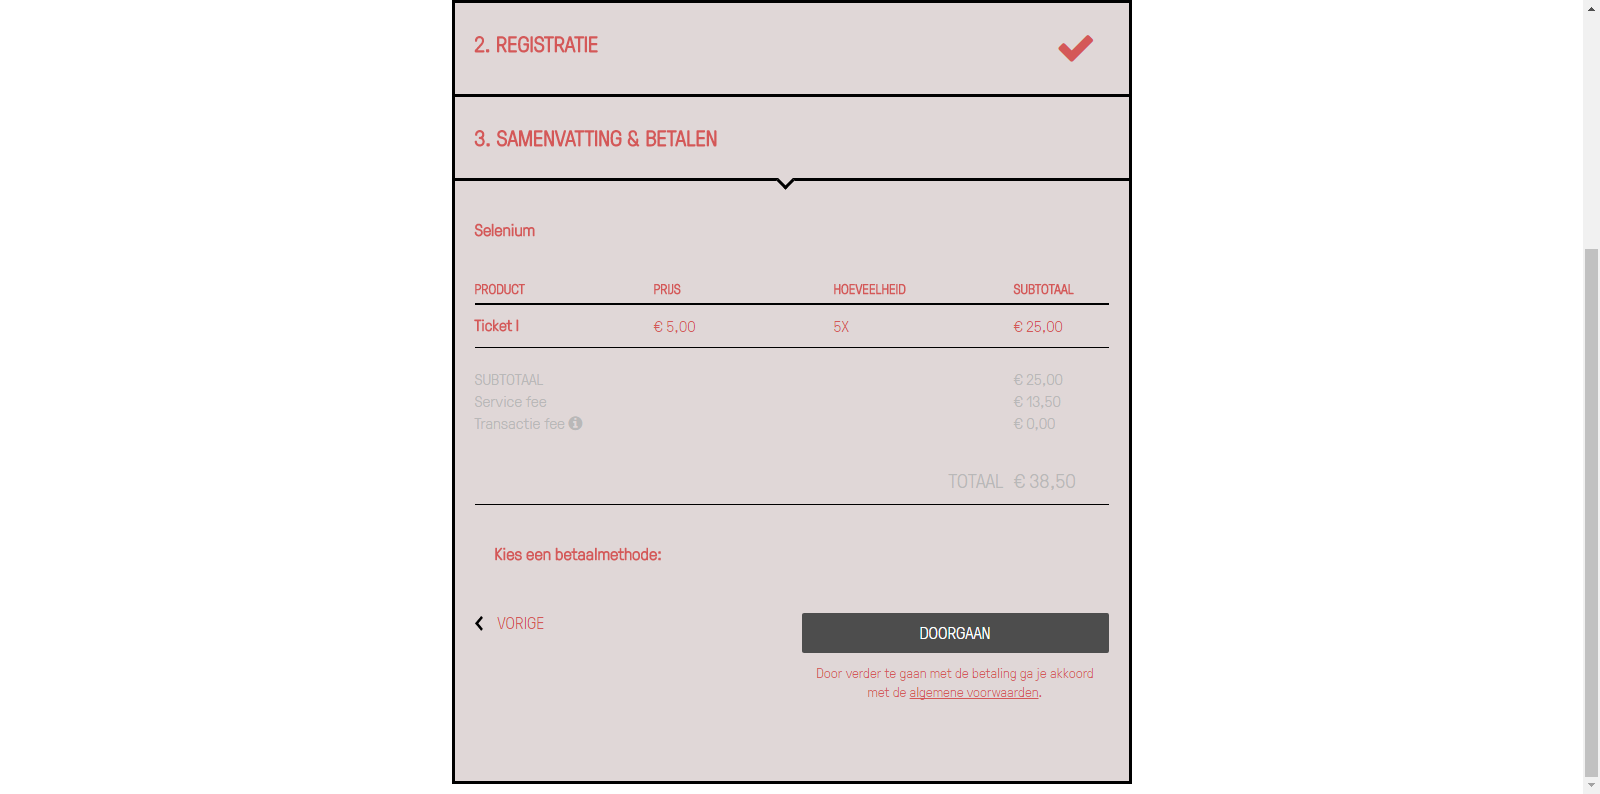 2. REGISTRATIE
3. SAMENVATTING & BETALEN
Selenium
PRODUCT PRIJS HOEVEELHEID SUBTOTAAL
Ticket 1 € 5,00 5X € 25,00
SUBTOTAAL € 25,00
Service fee € 13,50
Transactie fee € 0,00
TOTAAL € 38,50
Kies een betaalmethode:
VORIGE
DOORGAAN
Door verder te gaan met de betaling ga je akkoord
met de algemene voorwaarden.